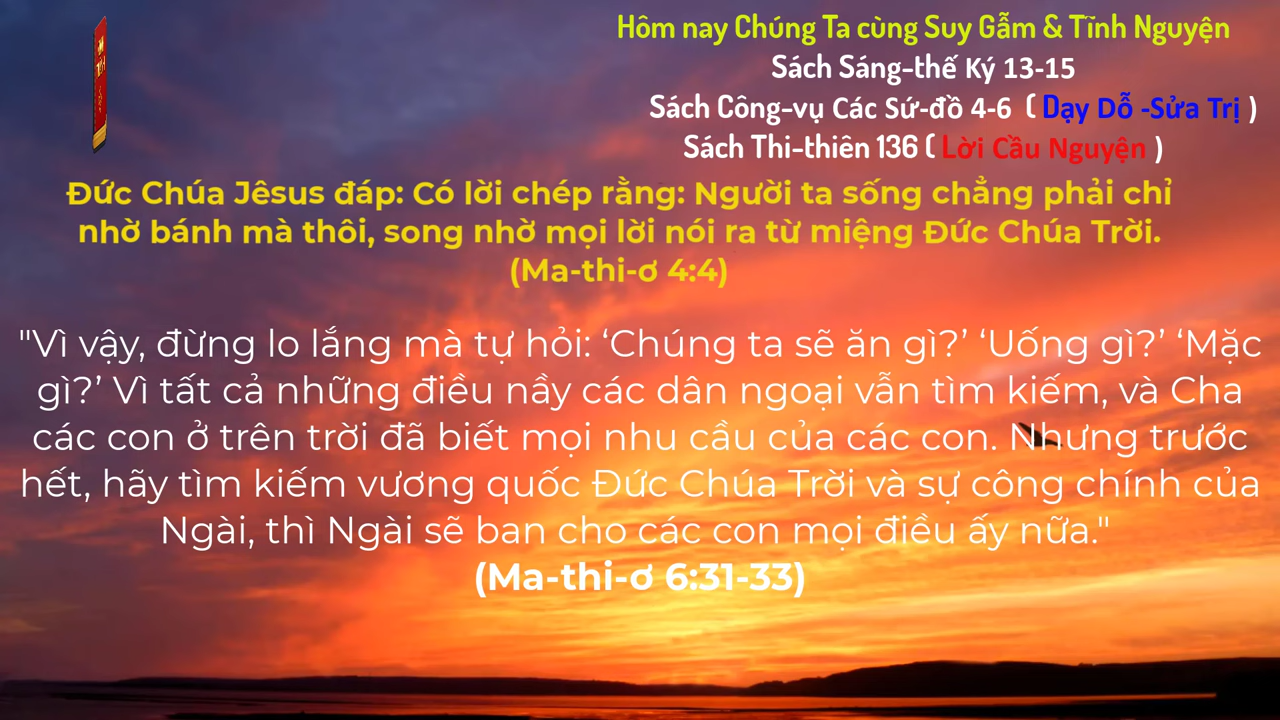 Hôm nay Chúng Ta cùng Suy Gẫm & Tĩnh Nguyện
Sách Sáng-thế Ký 13-15
Sách Công-vụ Các Sứ-đồ 4-6 ( Dạy Dỗ -Sửa Trị )
Sách Thi-thiên 136 ( Lời Cầu Nguyện )
Đức Chúa Jêsus đáp: Có lời chép rằng: Người ta sống chẳng phải chỉ
nhờ bánh mà thôi, song nhờ mọi lời nói ra từ miệng Đức Chúa Trời.
(Ma-thi-ơ 4:4)
"Vì vậy, đừng lo lắng mà tự hỏi: ‘Chúng ta sẽ ăn gì?’ ‘Uống gì?’ ‘Mặc
gì?’ Vì tất cả những điều nầy các dân ngoại vẫn tìm kiếm, và Cha
các con ở trên trời đã biết mọi nhu cầu của các con. Nhưng trước
hết, hãy tìm kiếm vương quốc Đức Chúa Trời và sự công chính của
Ngài, thì Ngài sẽ ban cho các con mọi điều ấy nữa."
(Ma-thi-ơ 6:31-33)